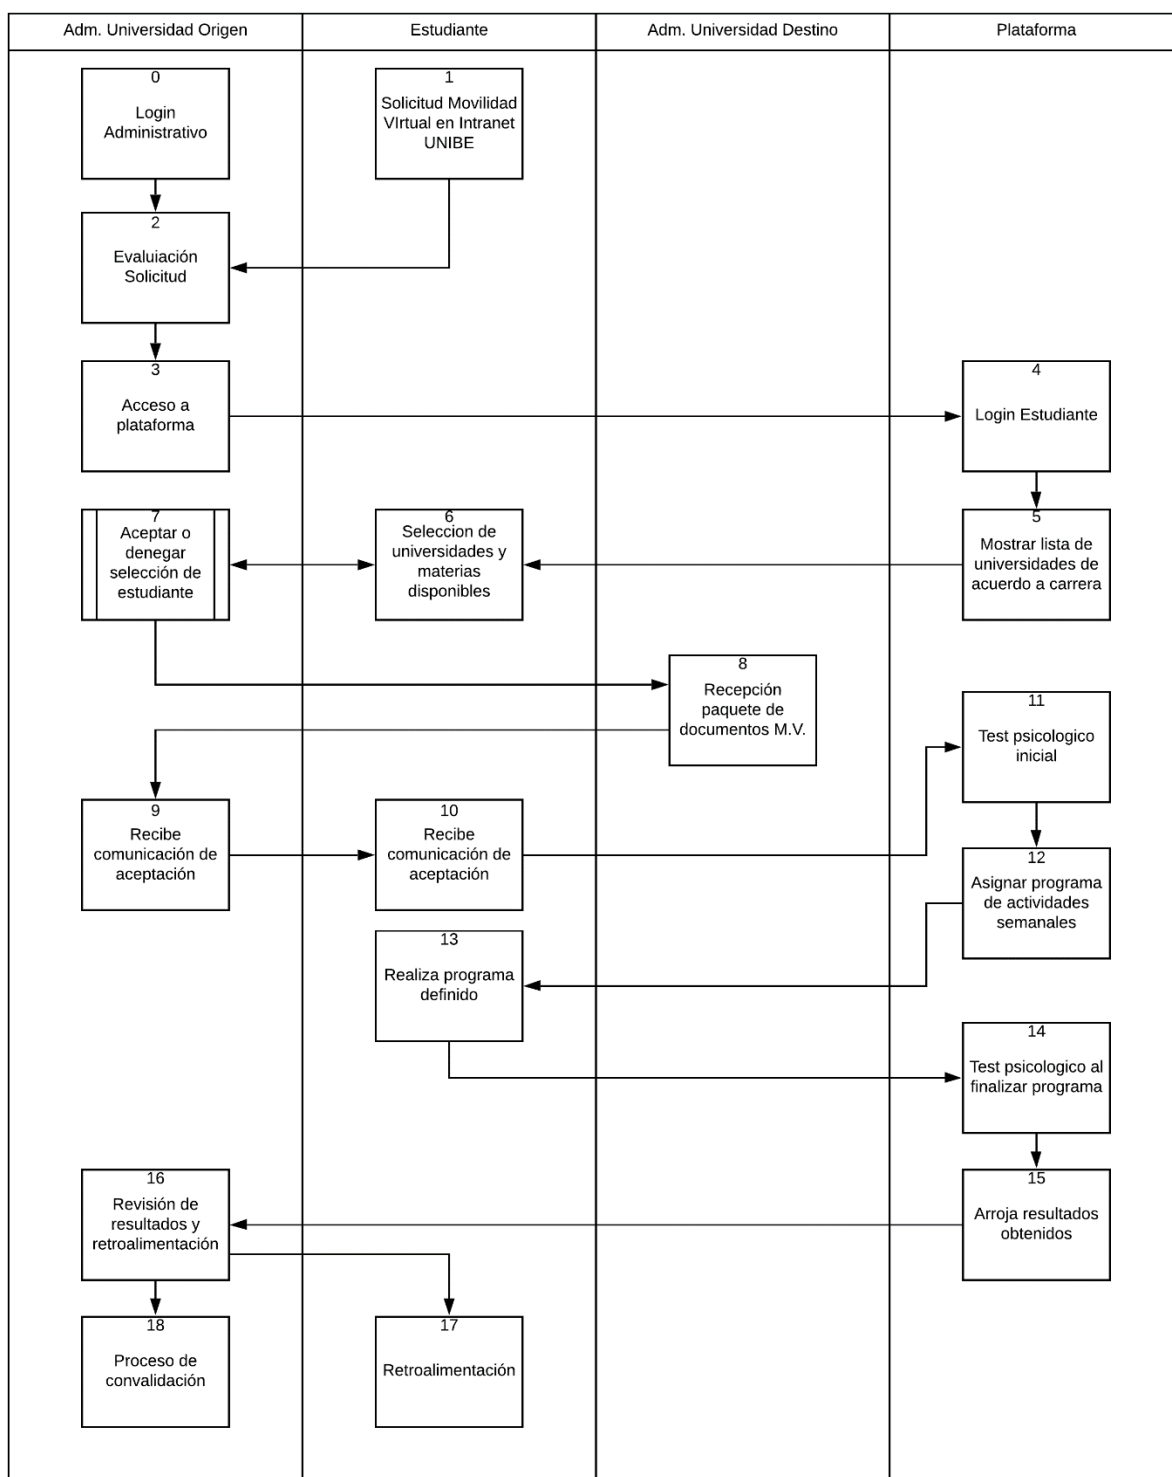 Adm. Universidad Origen
Estudiante
Adm. Universidad Destino
Plataforma
0
Login
Administrativo
1
Solicitud Movilidad
VIrtual en Intranet
UNIBE
2
Evaluiación
Solicitud
3
Acceso a
plataforma
4
Login Estudiante
7
Aceptar o
denegar
selección de
estudiante
6
Seleccion de
universidades y
materias
disponibles
5
Mostrar lista de
universidades de
acuerdo a carrera
8
Recepción
paquete de
documentos M.V.
11
Test psicologico
inicial
9
Recibe
comunicación de
aceptación
10
Recibe
comunicación de
aceptación
12
Asignar programa
de actividades
semanales
13
Realiza programa
definido
14
Test psicologico al
finalizar programa
16
Revisión de
resultados y
retroalimentación
15
Arroja resultados
obtenidos
18
Proceso de
convalidación
17
Retroalimentación